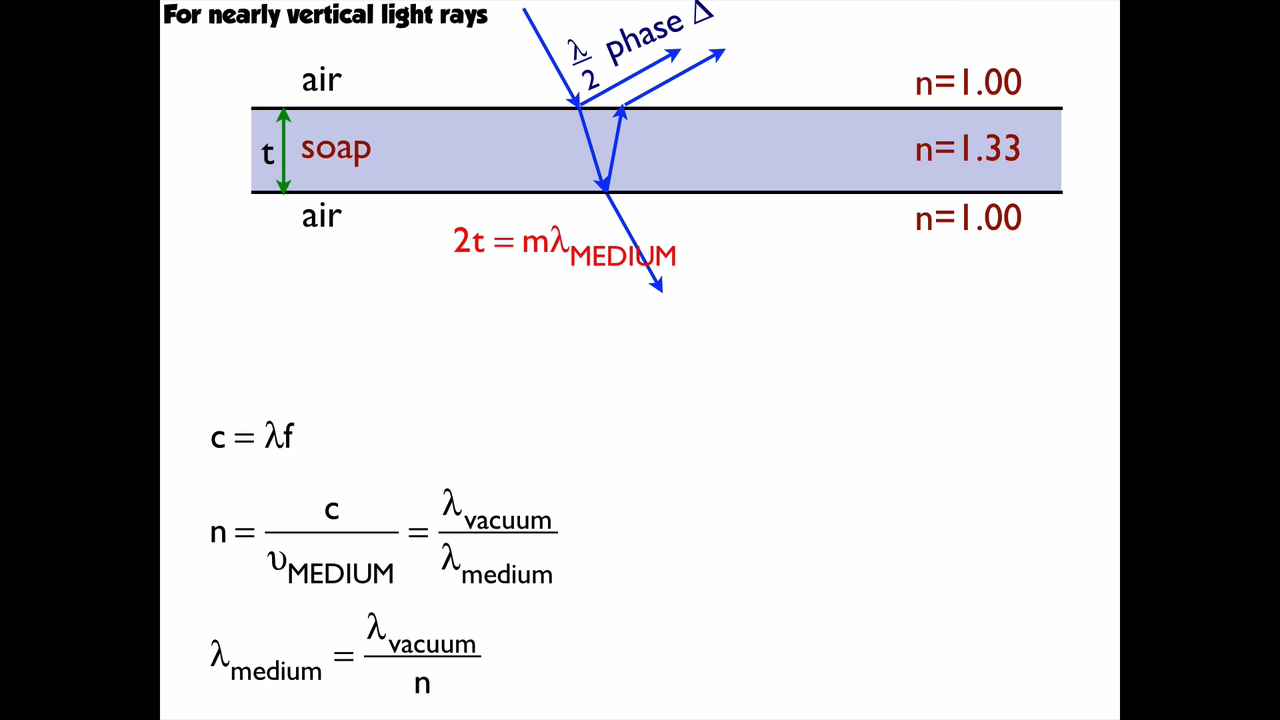 For nearly vertical light rays
λ/2 phase Δ
air
n=1.00
t
soap
n=1.33
air
n=1.00
2t = mλ_MEDIUM
c = λf
n = c/υ_MEDIUM = λ_vacuum/λ_medium
λ_medium = λ_vacuum/n